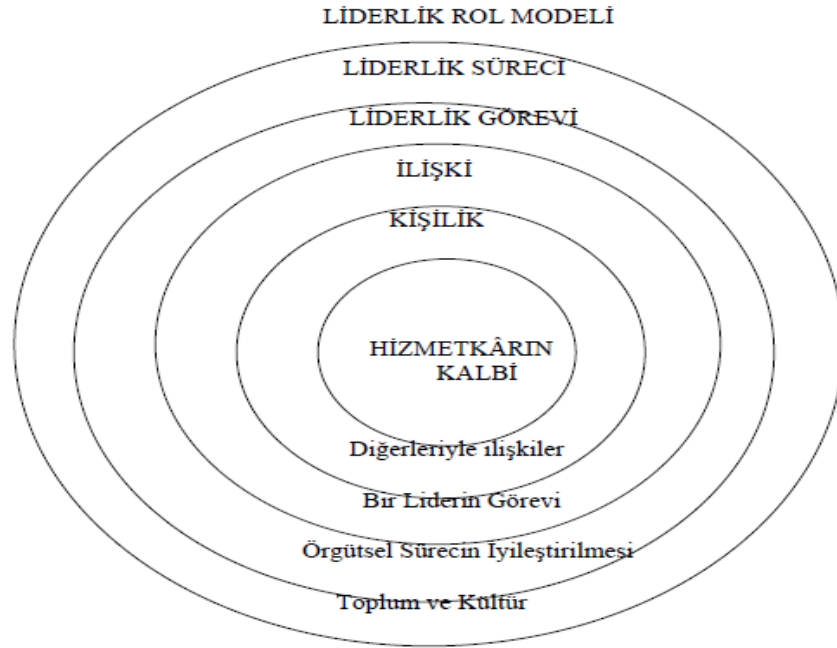 LİDERLİK ROL MODELİ
LİDERLİK SÜRECİ
LİDERLİK GÖREVİ
İLİŞKİ
KİŞİLİK
HİZMETKÂRIN
KALBİ
Diğerleriyle ilişkiler
Bir Liderin Görevi
Örgütsel Sürecin İyileştirilmesi
Toplum ve Kültür